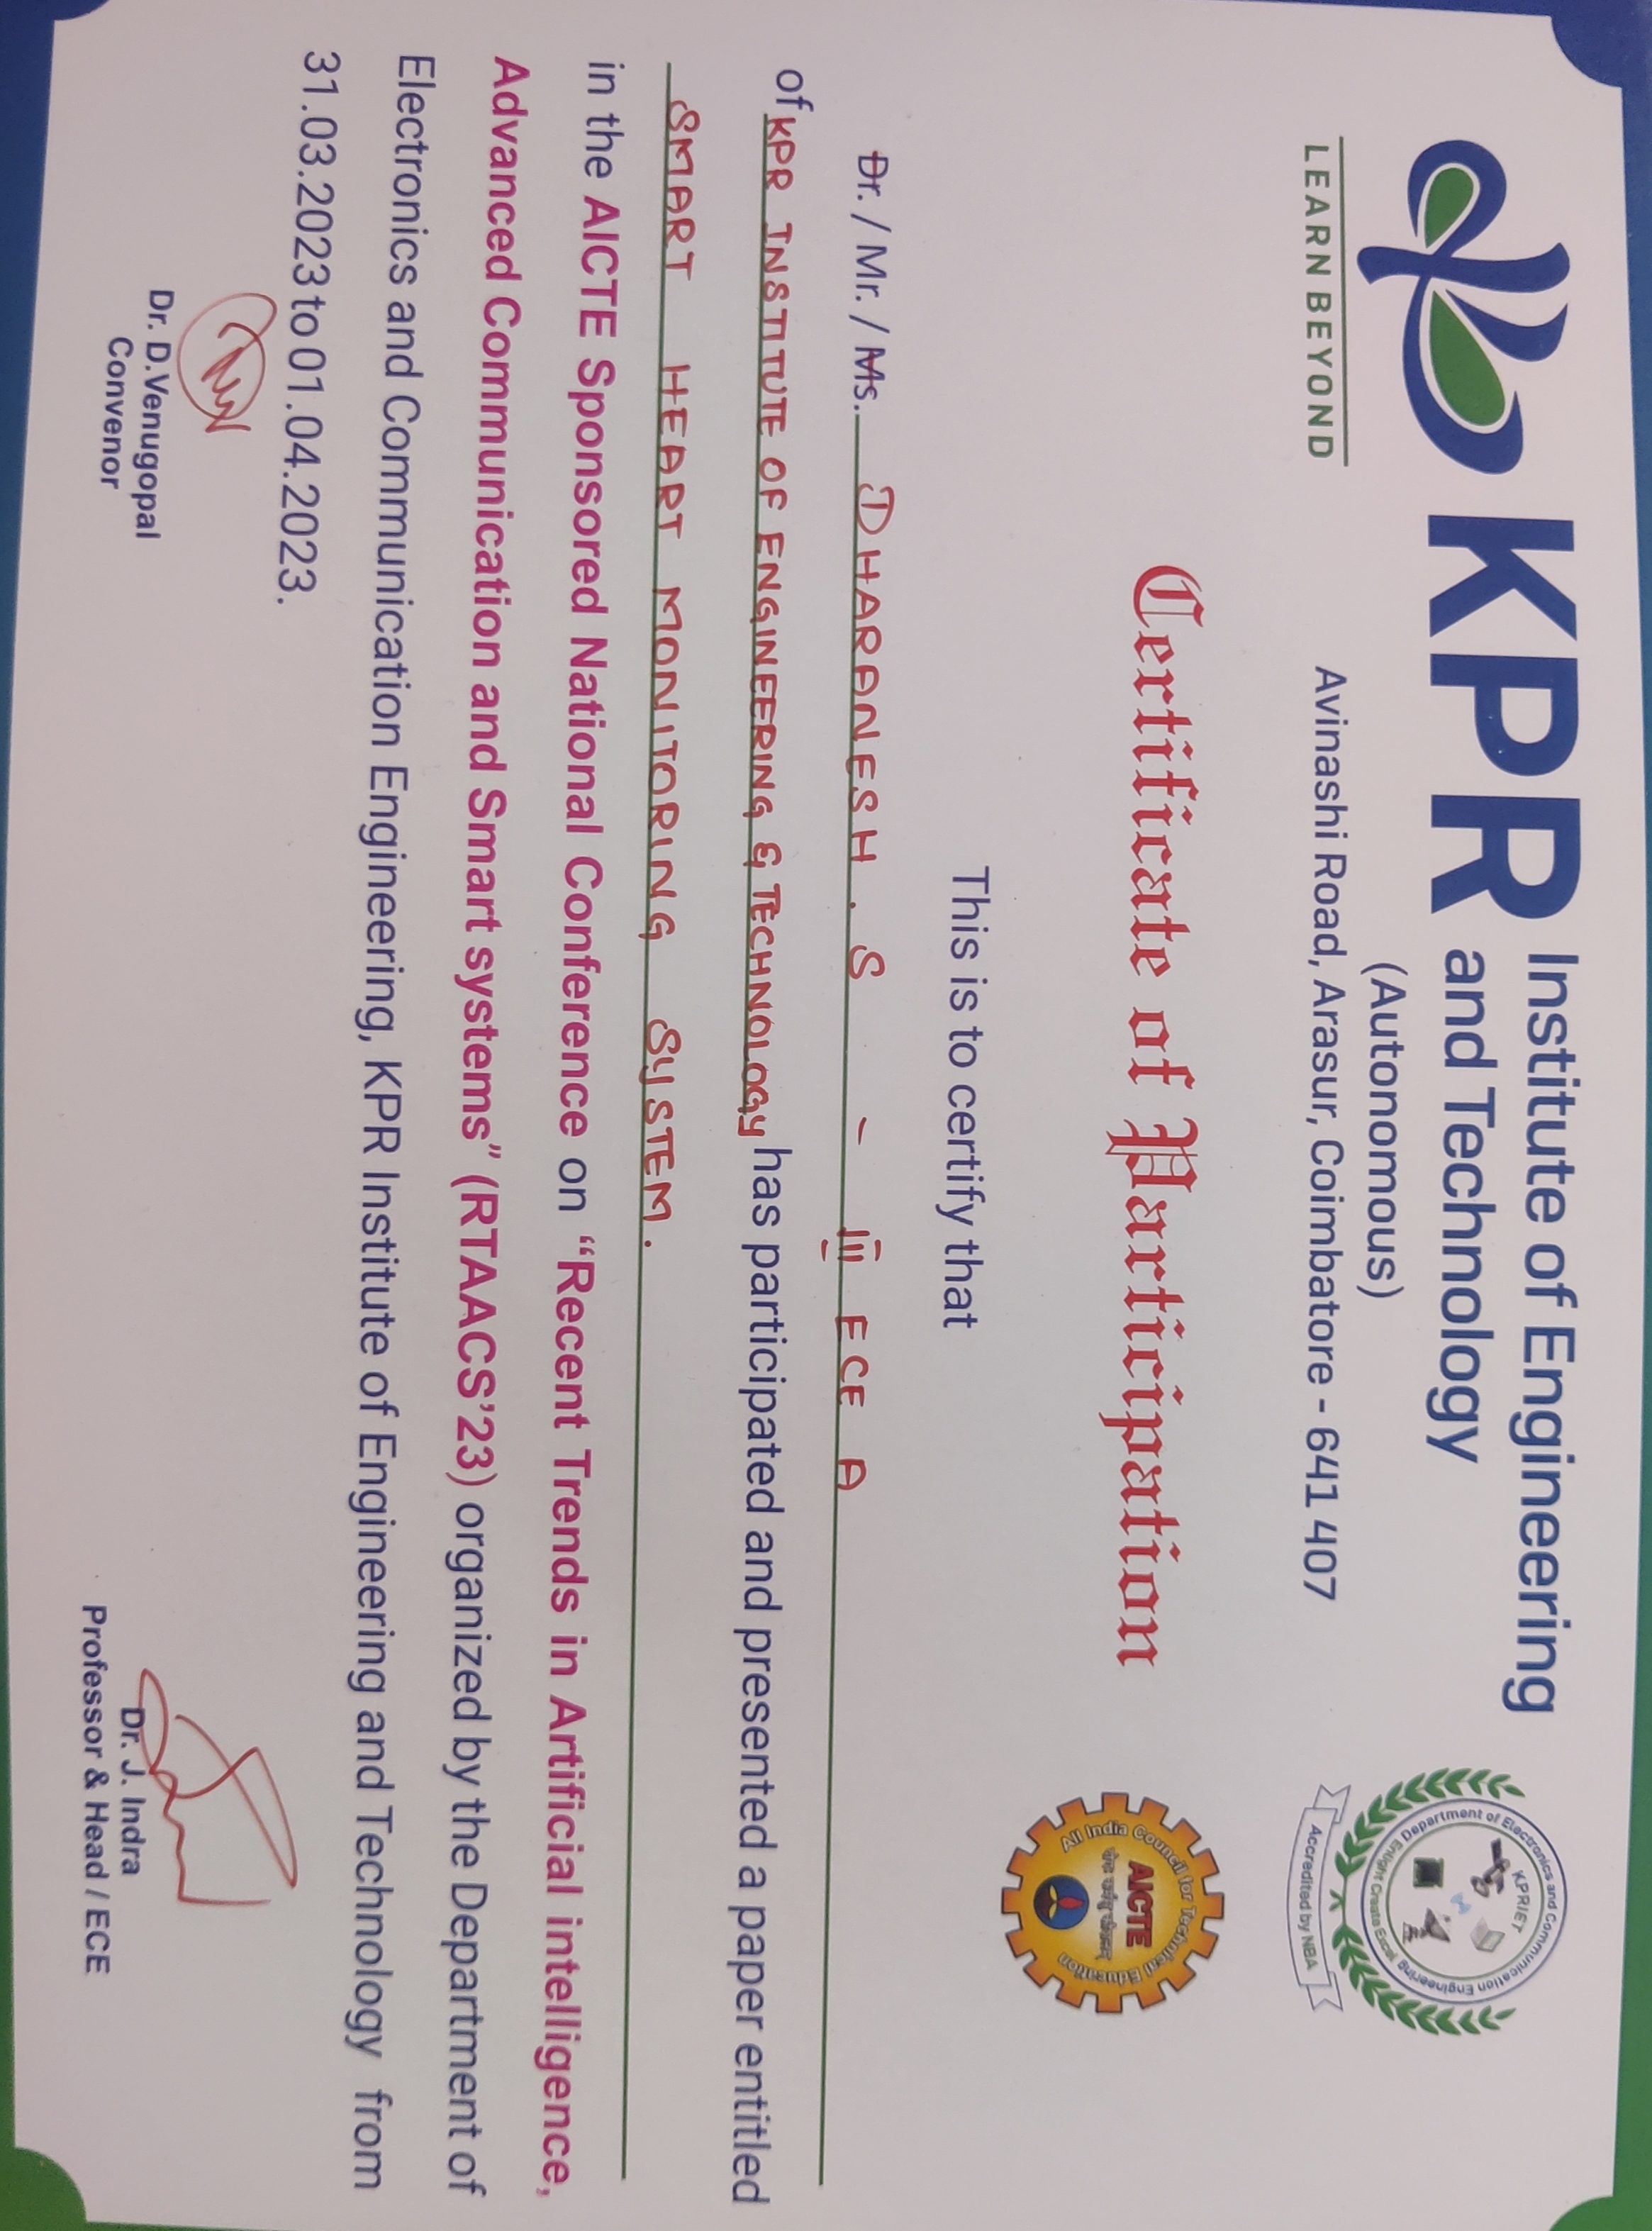 KPR Institute of Engineering
and Technology
(Autonomous)
LEARN BEYOND
Avinashi Road, Arasur, Coimbatore - 641 407
Department of Electronics and Communication Engineering
KPRIET
Enlight Create Excel
Accredited by NBA
All India Council for Technical Education
AICTE
Certificate of Participation
This is to certify that
Dr. / Mr. / Ms. DHARANESH . S - III ECE A
of KPR INSTITUTE OF ENGINEERING & TECHNOLOGY has participated and presented a paper entitled
SMART HEART MONITORING SYSTEM.
in the AICTE Sponsored National Conference on “Recent Trends in Artificial intelligence,
Advanced Communication and Smart systems” (RTAACS’23) organized by the Department of
Electronics and Communication Engineering, KPR Institute of Engineering and Technology from
31.03.2023 to 01.04.2023.
Dr. D.Venugopal
Convenor
Dr. J. Indra
Professor & Head / ECE